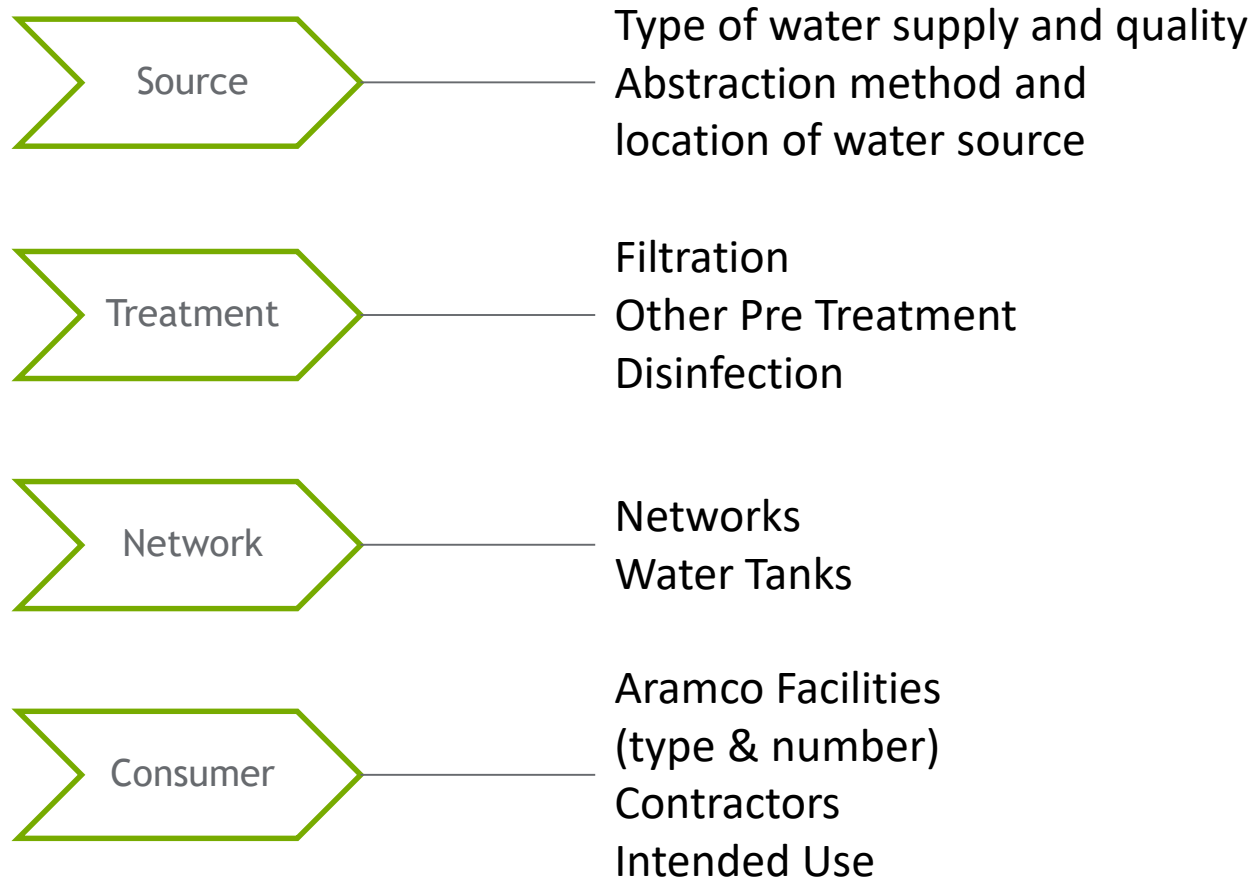 Source
Type of water supply and quality
Abstraction method and
location of water source
Treatment
Filtration
Other Pre Treatment
Disinfection
Network
Networks
Water Tanks
Consumer
Aramco Facilities
(type & number)
Contractors
Intended Use